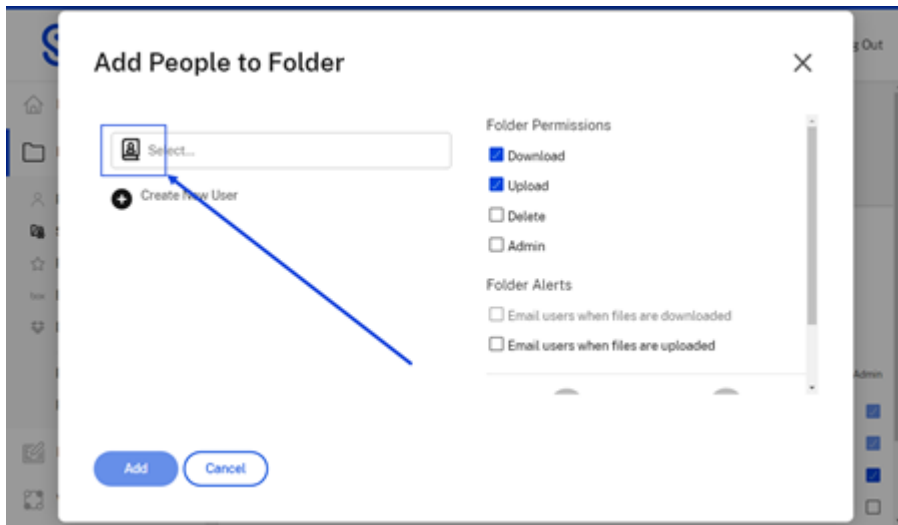 g Out
Add People to Folder
Select...
Create New User
Folder Permissions
Download
Upload
Delete
Admin
Folder Alerts
Email users when files are downloaded
Email users when files are uploaded
box
Admin
Add
Cancel